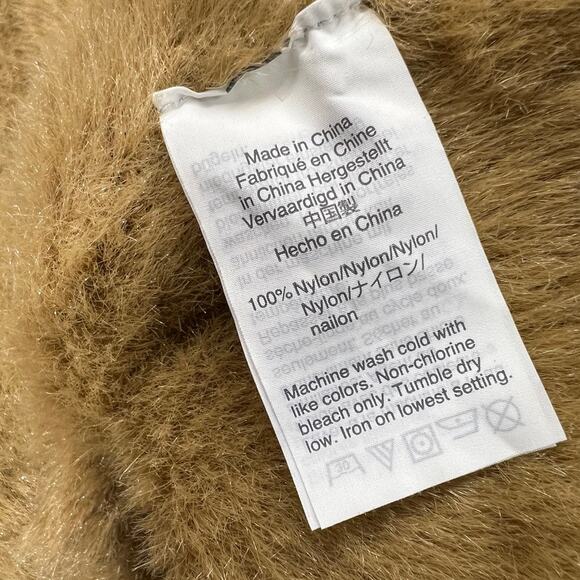 Made in China
Fabriqué en Chine
in China Hergestellt
Vervaardigd in China
中国製
Hecho en China
100% Nylon/Nylon/Nylon/
Nylon/ナイロン/
nailon
Machine wash cold with
like colors. Non-chlorine
bleach only. Tumble dry
low. Iron on lowest setting.
30